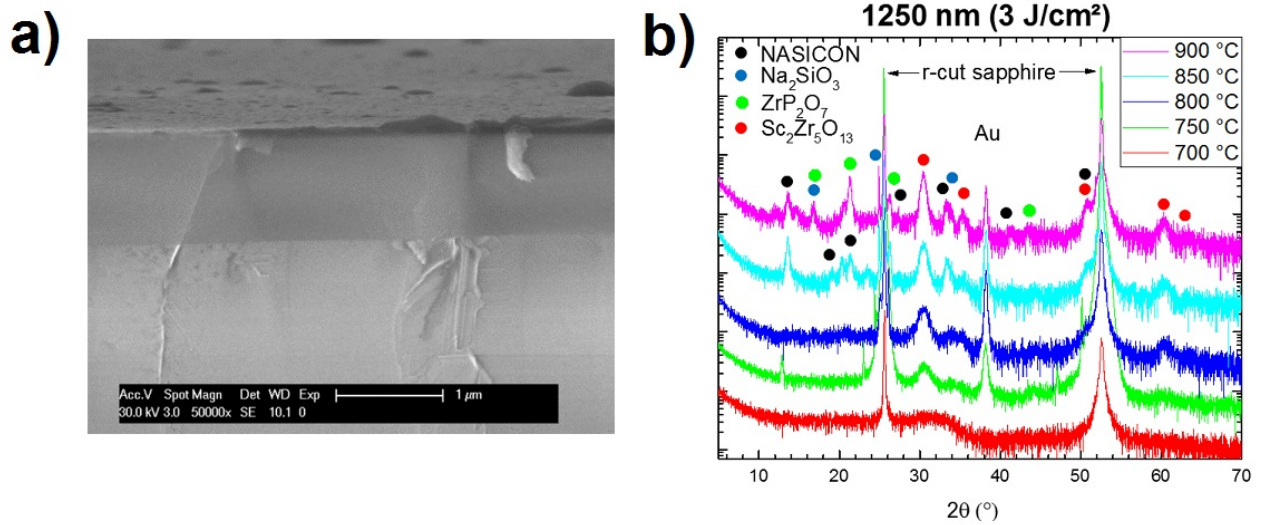 a)
Acc.V Spot Magn Det WD Exp
30.0 kV 3.0 50000x SE 10.1 0
1 µm
b)
1250 nm (3 J/cm²)
NASICON
Na₂SiO₃
ZrP₂O₇
Sc₂Zr₅O₁₃
r-cut sapphire
Au
900 °C
850 °C
800 °C
750 °C
700 °C
10 20 30 40 50 60 70
2θ (°)